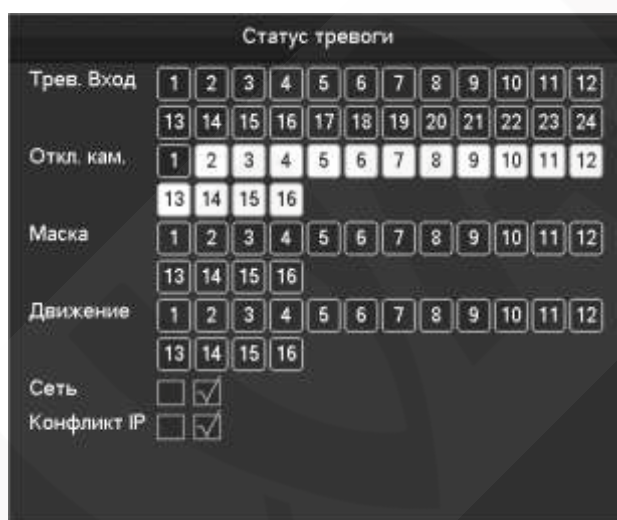 Статус тревоги
Трев. Вход 1 2 3 4 5 6 7 8 9 10 11 12
13 14 15 16 17 18 19 20 21 22 23 24
Откл. кам. 1 2 3 4 5 6 7 8 9 10 11 12
13 14 15 16
Маска 1 2 3 4 5 6 7 8 9 10 11 12
13 14 15 16
Движение 1 2 3 4 5 6 7 8 9 10 11 12
13 14 15 16
Сеть
Конфликт IP